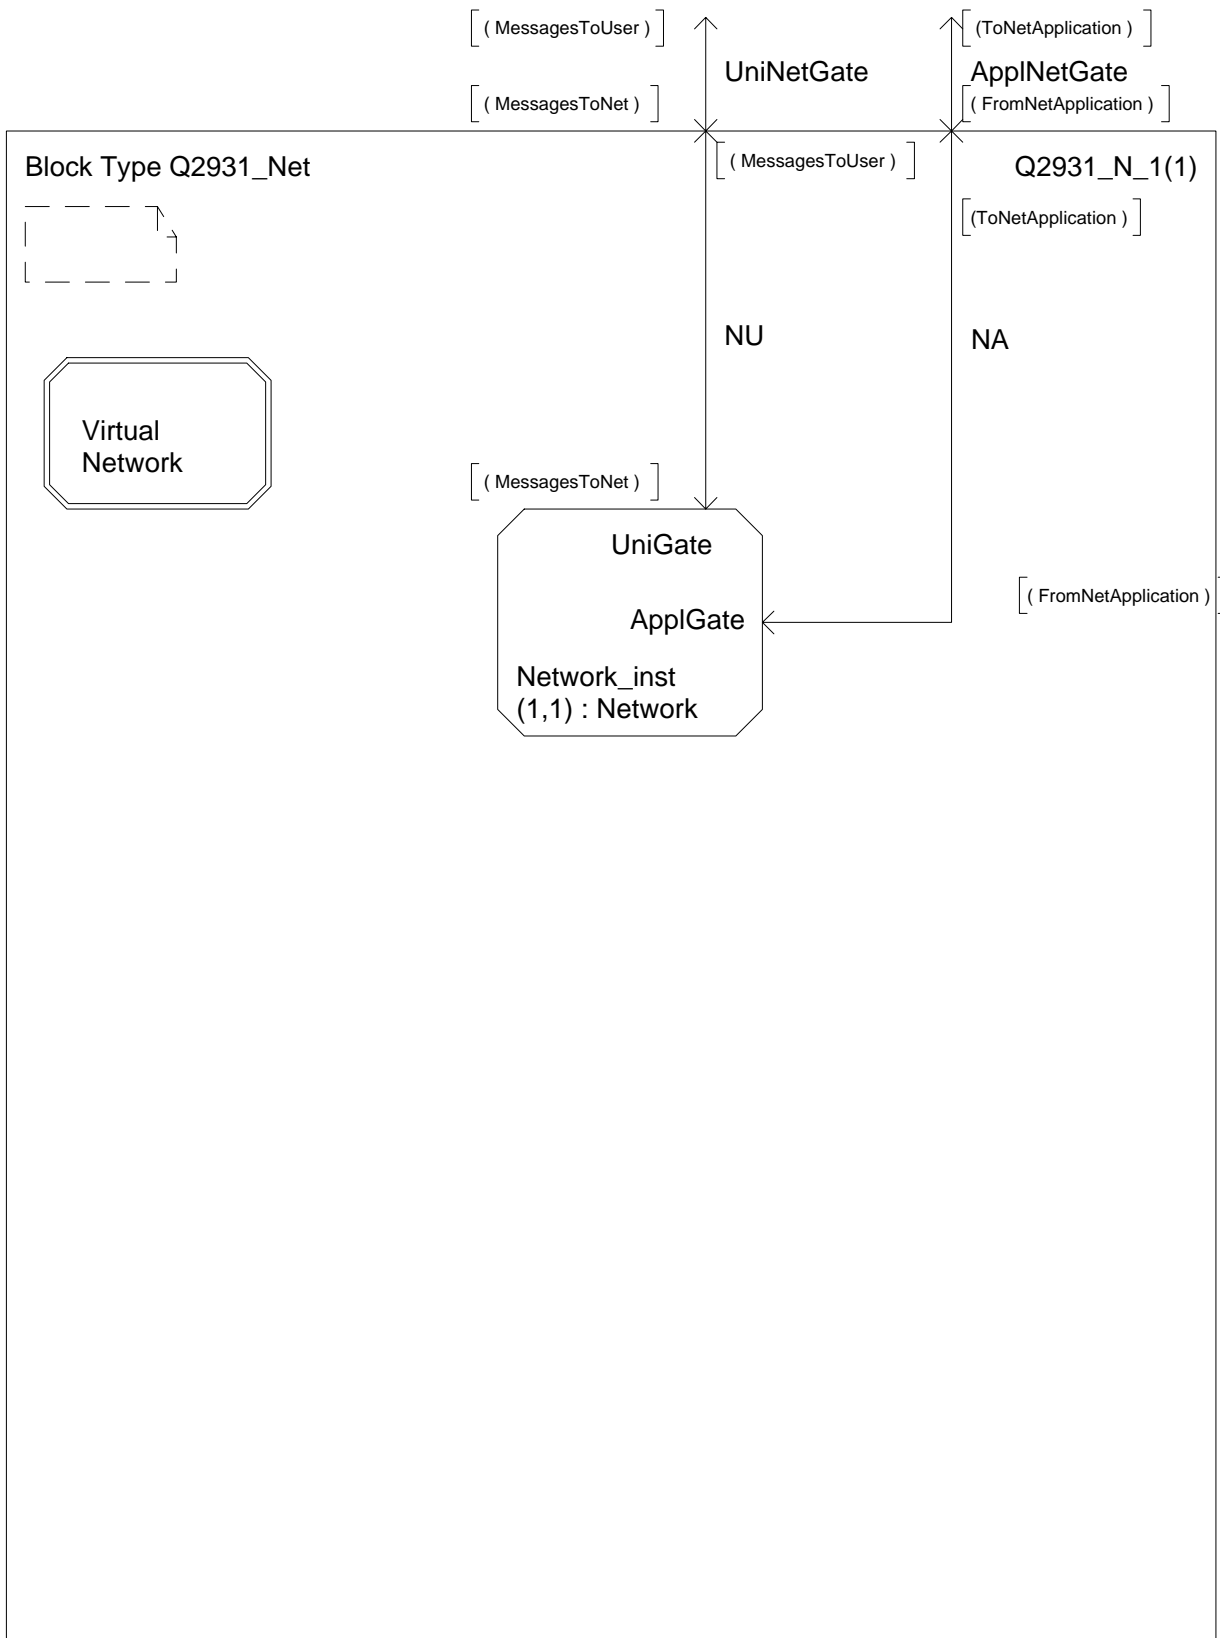 ( MessagesToUser )
(ToNetApplication )
UniNetGate
ApplNetGate
( MessagesToNet )
( FromNetApplication )
Block Type Q2931_Net
( MessagesToUser )
Q2931_N_1(1)
(ToNetApplication )
NU
NA
Virtual
Network
( MessagesToNet )
UniGate
( FromNetApplication )
ApplGate
Network_inst
(1,1) : Network